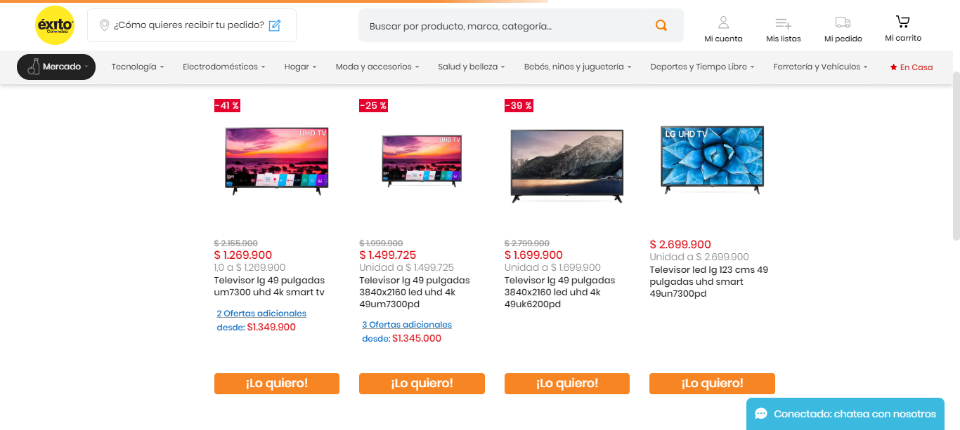 éxito
¿Cómo quieres recibir tu pedido?
Buscar por producto, marca, categoría...
Mi cuenta
Mis listas
Mi pedido
Mi carrito
Mercado
Tecnología
Electrodomésticos
Hogar
Moda y accesorios
Salud y belleza
Bebés, niños y juguetería
Deportes y Tiempo Libre
Ferretería y Vehículos
En Casa
-41 %
UHD TV
$ 2.155.900
$ 1.269.900
1,0 a $ 1.269.900
Televisor lg 49 pulgadas
um7300 uhd 4k smart tv
2 Ofertas adicionales
desde: $1.349.900
¡Lo quiero!
-25 %
UHD TV
$ 1.999.900
$ 1.499.725
Unidad a $ 1.499.725
Televisor lg 49 pulgadas
3840x2160 led uhd 4k
49um7300pd
3 Ofertas adicionales
desde: $1.345.000
¡Lo quiero!
-39 %
$ 2.799.900
$ 1.699.900
Unidad a $ 1.699.900
Televisor lg 49 pulgadas
3840x2160 led uhd 4k
49uk6200pd
¡Lo quiero!
LG UHD TV
$ 2.699.900
Unidad a $ 2.699.900
Televisor led lg 123 cms 49
pulgadas uhd smart
49un7300pd
¡Lo quiero!
Conectado: chatea con nosotros